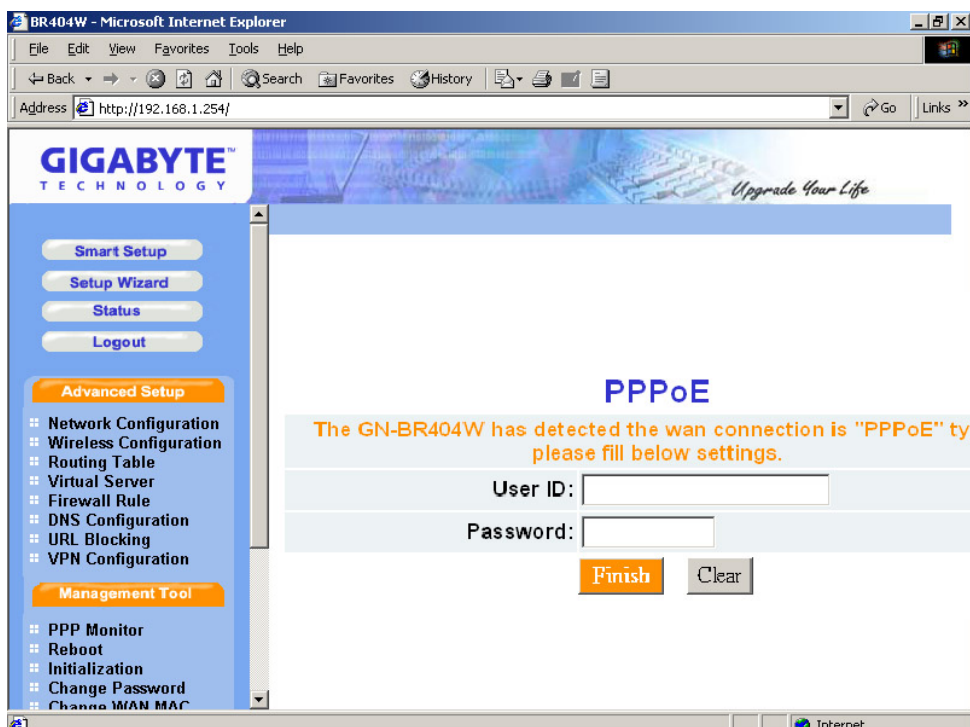 BR404W - Microsoft Internet Explorer
File Edit View Favorites Tools Help
Back Search Favorites History
Address http://192.168.1.254/ Go Links »
GIGABYTE™
TECHNOLOGY
Upgrade Your Life
Smart Setup
Setup Wizard
Status
Logout
Advanced Setup
Network Configuration
Wireless Configuration
Routing Table
Virtual Server
Firewall Rule
DNS Configuration
URL Blocking
VPN Configuration
Management Tool
PPP Monitor
Reboot
Initialization
Change Password
Change WAN MAC
PPPoE
The GN-BR404W has detected the wan connection is "PPPoE" ty
please fill below settings.
User ID:
Password:
Finish Clear
Internet